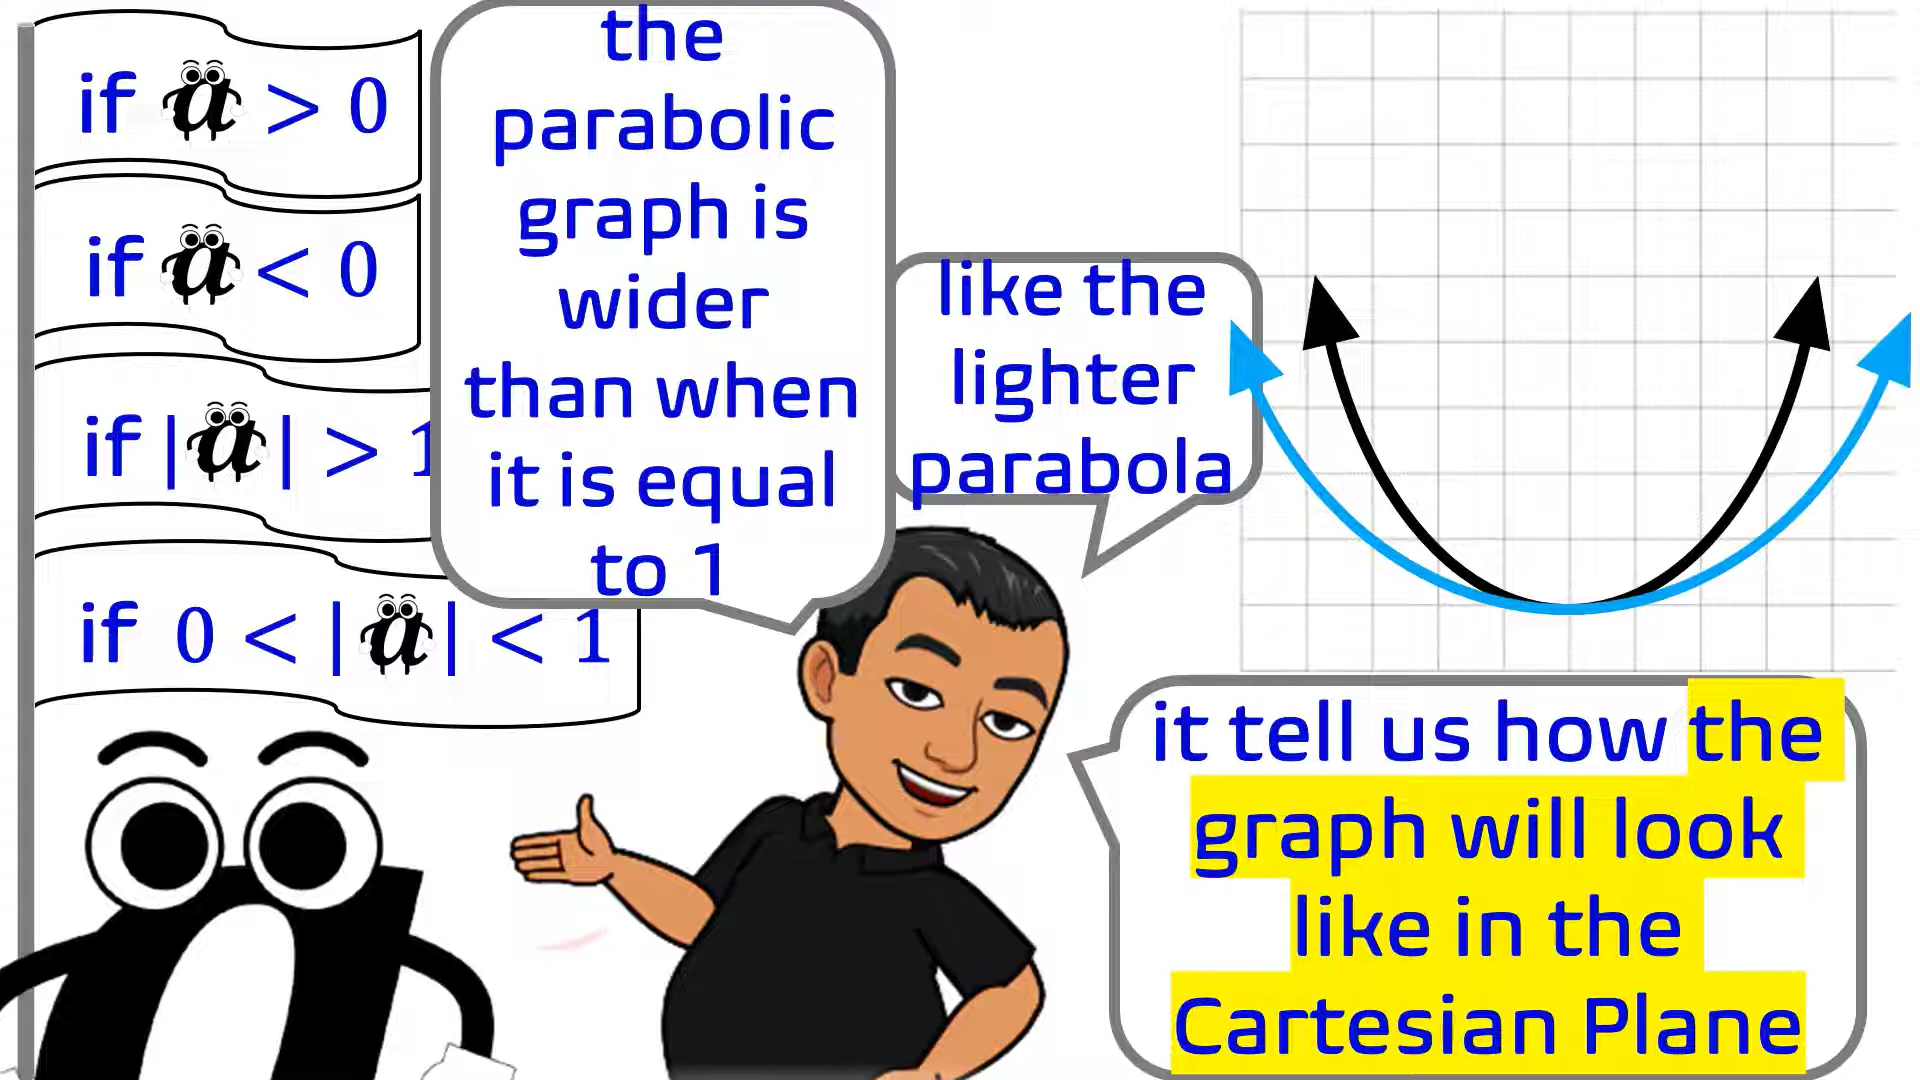 if a > 0
if a < 0
if |a| > 1
if 0 < |a| < 1
the
parabolic
graph is
wider
than when
it is equal
to 1
like the
lighter
parabola
it tell us how the
graph will look
like in the
Cartesian Plane